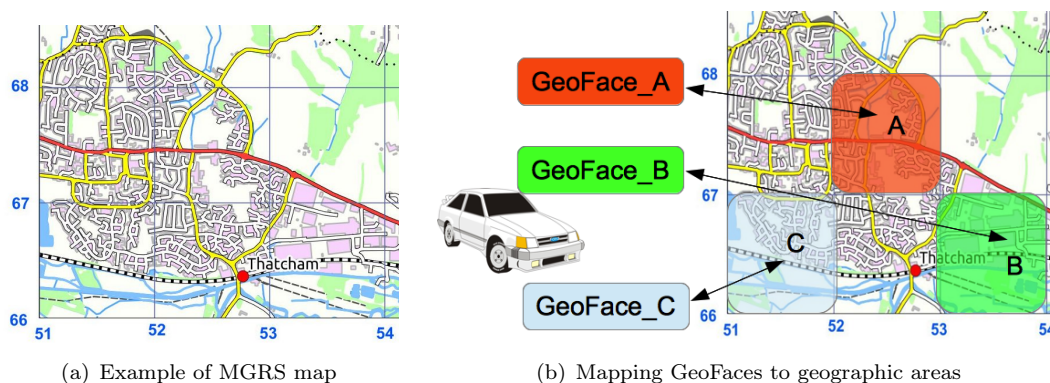 68
67
66
51
52
53
54
Thatcham
(a) Example of MGRS map
GeoFace_A
GeoFace_B
GeoFace_C
68
67
66
51
52
53
54
A
B
C
Thatcham
(b) Mapping GeoFaces to geographic areas